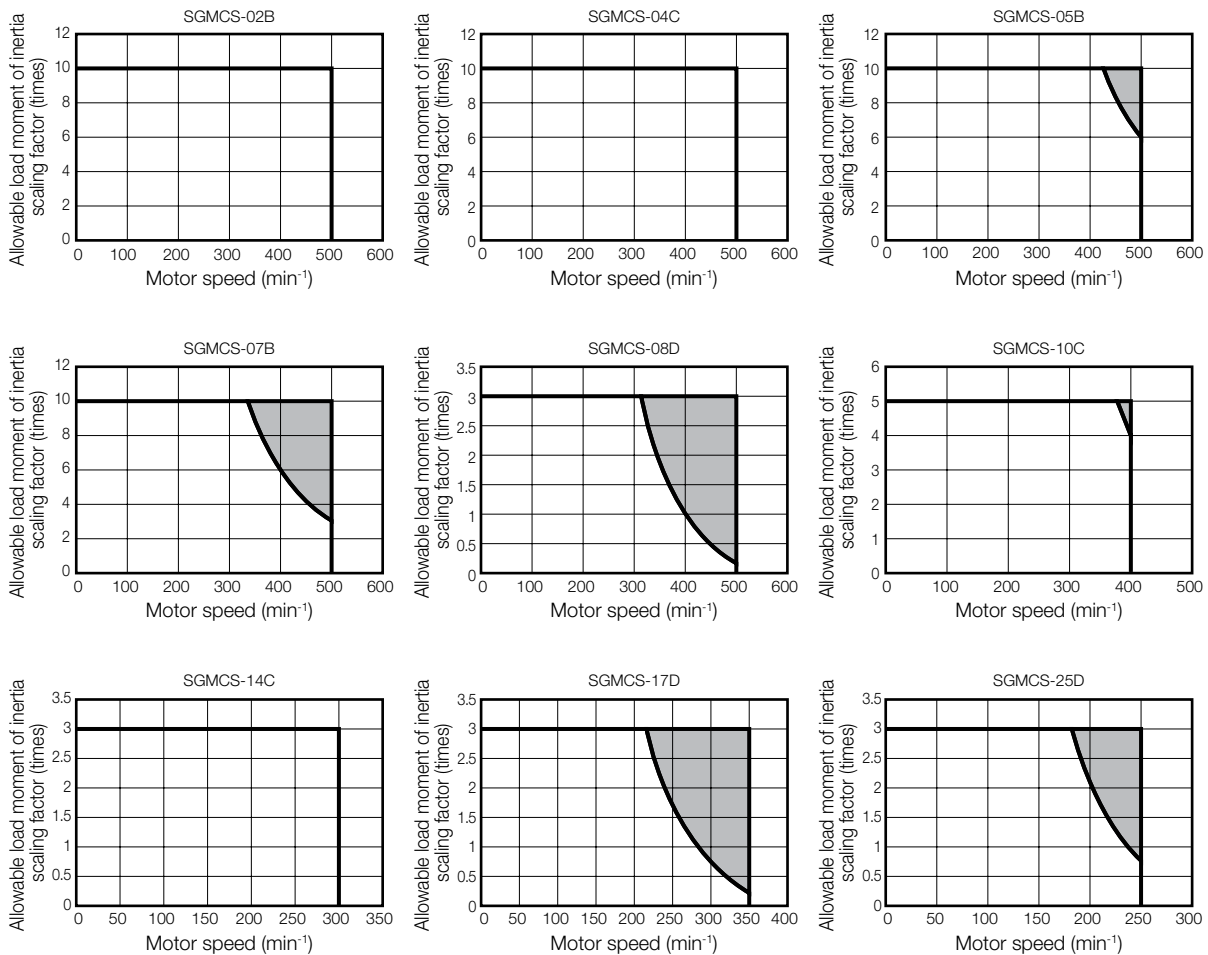 SGMCS-02B
Allowable load moment of inertia
scaling factor (times)
12
10
8
6
4
2
0
0 100 200 300 400 500 600
Motor speed (min-1)
SGMCS-04C
Allowable load moment of inertia
scaling factor (times)
12
10
8
6
4
2
0
0 100 200 300 400 500 600
Motor speed (min-1)
SGMCS-05B
Allowable load moment of inertia
scaling factor (times)
12
10
8
6
4
2
0
0 100 200 300 400 500 600
Motor speed (min-1)
SGMCS-07B
Allowable load moment of inertia
scaling factor (times)
12
10
8
6
4
2
0
0 100 200 300 400 500 600
Motor speed (min-1)
SGMCS-08D
Allowable load moment of inertia
scaling factor (times)
3.5
3
2.5
2
1.5
1
0.5
0
0 100 200 300 400 500 600
Motor speed (min-1)
SGMCS-10C
Allowable load moment of inertia
scaling factor (times)
6
5
4
3
2
1
0
0 100 200 300 400 500
Motor speed (min-1)
SGMCS-14C
Allowable load moment of inertia
scaling factor (times)
3.5
3
2.5
2
1.5
1
0.5
0
0 50 100 150 200 250 300 350
Motor speed (min-1)
SGMCS-17D
Allowable load moment of inertia
scaling factor (times)
3.5
3
2.5
2
1.5
1
0.5
0
0 50 100 150 200 250 300 350 400
Motor speed (min-1)
SGMCS-25D
Allowable load moment of inertia
scaling factor (times)
3.5
3
2.5
2
1.5
1
0.5
0
0 50 100 150 200 250 300
Motor speed (min-1)